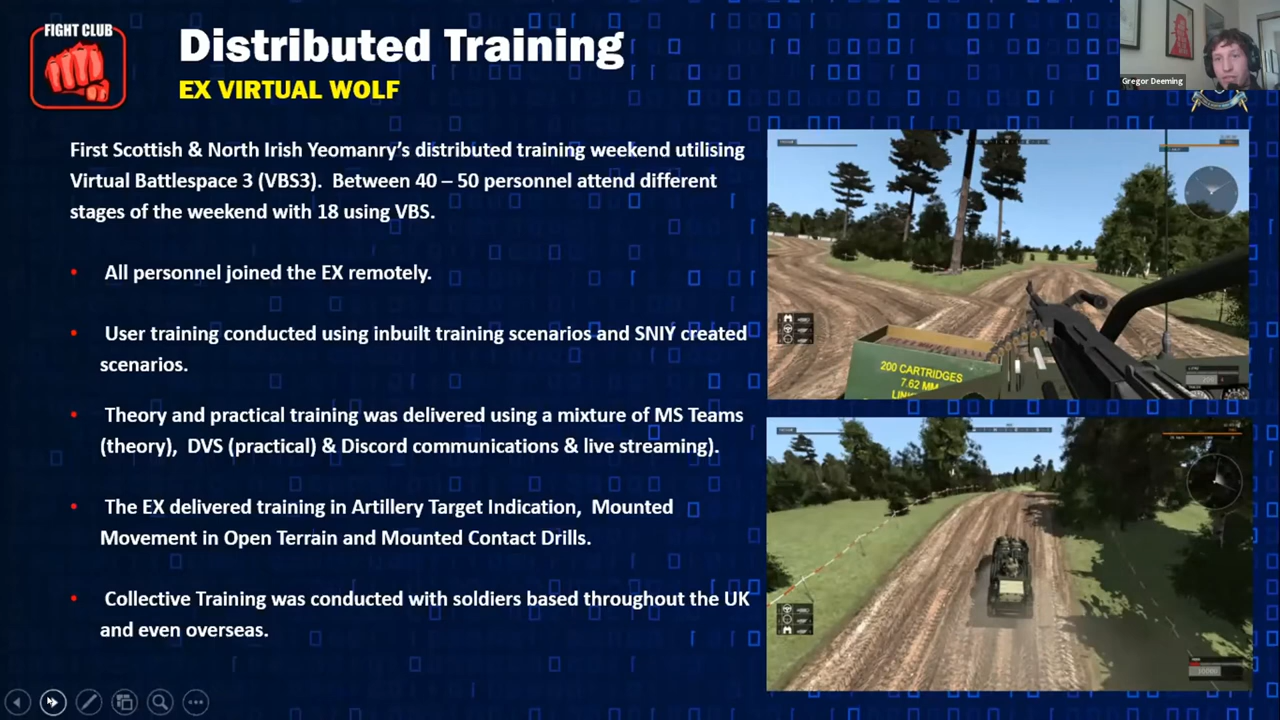 FIGHT CLUB
Distributed Training
EX VIRTUAL WOLF
Gregor Deeming
First Scottish & North Irish Yeomanry's distributed training weekend utilising
Virtual Battlespace 3 (VBS3).  Between 40 – 50 personnel attend different
stages of the weekend with 18 using VBS.
• All personnel joined the EX remotely.
• User training conducted using inbuilt training scenarios and SNIY created
scenarios.
• Theory and practical training was delivered using a mixture of MS Teams
(theory),  DVS (practical) & Discord communications & live streaming).
• The EX delivered training in Artillery Target Indication,  Mounted
Movement in Open Terrain and Mounted Contact Drills.
• Collective Training was conducted with soldiers based throughout the UK
and even overseas.
200 CARTRIDGES
7.62 MM